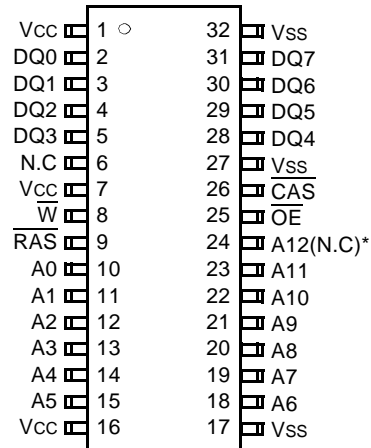 VCC 1 32 VSS
DQ0 2 31 DQ7
DQ1 3 30 DQ6
DQ2 4 29 DQ5
DQ3 5 28 DQ4
N.C 6 27 VSS
VCC 7 26 CAS
W 8 25 OE
RAS 9 24 A12(N.C)*
A0 10 23 A11
A1 11 22 A10
A2 12 21 A9
A3 13 20 A8
A4 14 19 A7
A5 15 18 A6
VCC 16 17 VSS